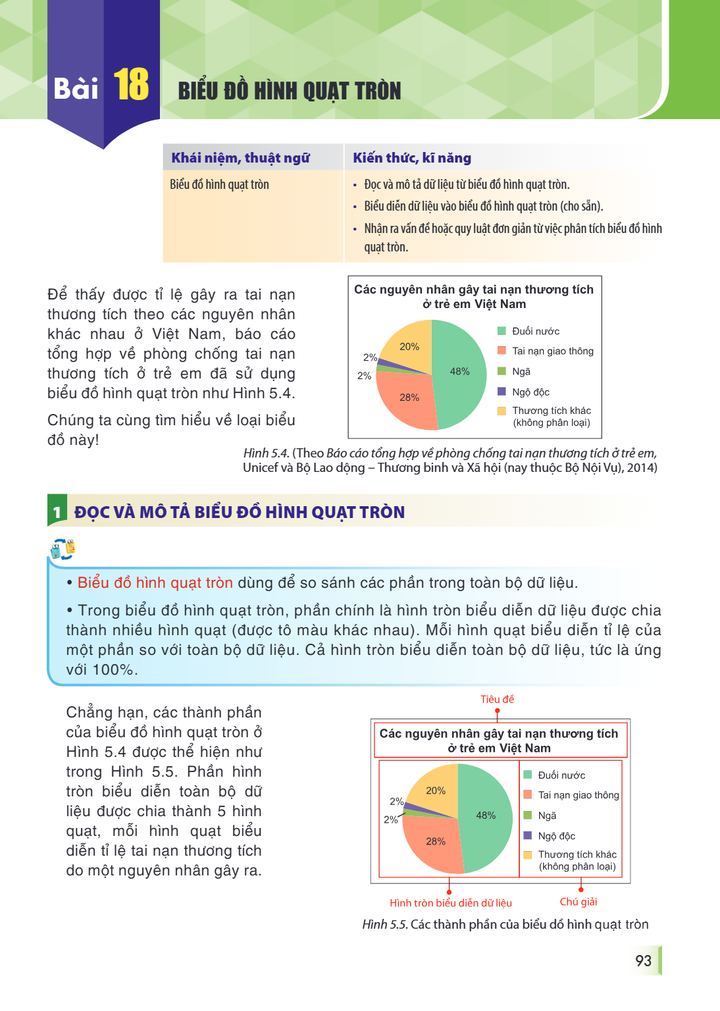 Bài 18
BIỂU ĐỒ HÌNH QUẠT TRÒN
Khái niệm, thuật ngữ
Biểu đồ hình quạt tròn
Kiến thức, kĩ năng
• Đọc và mô tả dữ liệu từ biểu đồ hình quạt tròn.
• Biểu diễn dữ liệu vào biểu đồ hình quạt tròn (cho sẵn).
• Nhận ra vấn đề hoặc quy luật đơn giản từ việc phân tích biểu đồ hình
quạt tròn.
Để thấy được tỉ lệ gây ra tai nạn
thương tích theo các nguyên nhân
khác nhau ở Việt Nam, báo cáo
tổng hợp về phòng chống tai nạn
thương tích ở trẻ em đã sử dụng
biểu đồ hình quạt tròn như Hình 5.4.
Chúng ta cùng tìm hiểu về loại biểu
đồ này!
Các nguyên nhân gây tai nạn thương tích
ở trẻ em Việt Nam
20%
2%
2%
48%
28%
Đuối nước
Tai nạn giao thông
Ngã
Ngộ độc
Thương tích khác
(không phân loại)
Hình 5.4. (Theo Báo cáo tổng hợp về phòng chống tai nạn thương tích ở trẻ em,
Unicef và Bộ Lao động – Thương binh và Xã hội (nay thuộc Bộ Nội Vụ), 2014)
1 ĐỌC VÀ MÔ TẢ BIỂU ĐỒ HÌNH QUẠT TRÒN
• Biểu đồ hình quạt tròn dùng để so sánh các phần trong toàn bộ dữ liệu.
• Trong biểu đồ hình quạt tròn, phần chính là hình tròn biểu diễn dữ liệu được chia
thành nhiều hình quạt (được tô màu khác nhau). Mỗi hình quạt biểu diễn tỉ lệ của
một phần so với toàn bộ dữ liệu. Cả hình tròn biểu diễn toàn bộ dữ liệu, tức là ứng
với 100%.
Chẳng hạn, các thành phần
của biểu đồ hình quạt tròn ở
Hình 5.4 được thể hiện như
trong Hình 5.5. Phần hình
tròn biểu diễn toàn bộ dữ
liệu được chia thành 5 hình
quạt, mỗi hình quạt biểu
diễn tỉ lệ tai nạn thương tích
do một nguyên nhân gây ra.
Tiêu đề
Các nguyên nhân gây tai nạn thương tích
ở trẻ em Việt Nam
20%
2%
2%
48%
28%
Đuối nước
Tai nạn giao thông
Ngã
Ngộ độc
Thương tích khác
(không phân loại)
Hình tròn biểu diễn dữ liệu
Chú giải
Hình 5.5. Các thành phần của biểu dồ hình quạt tròn
93